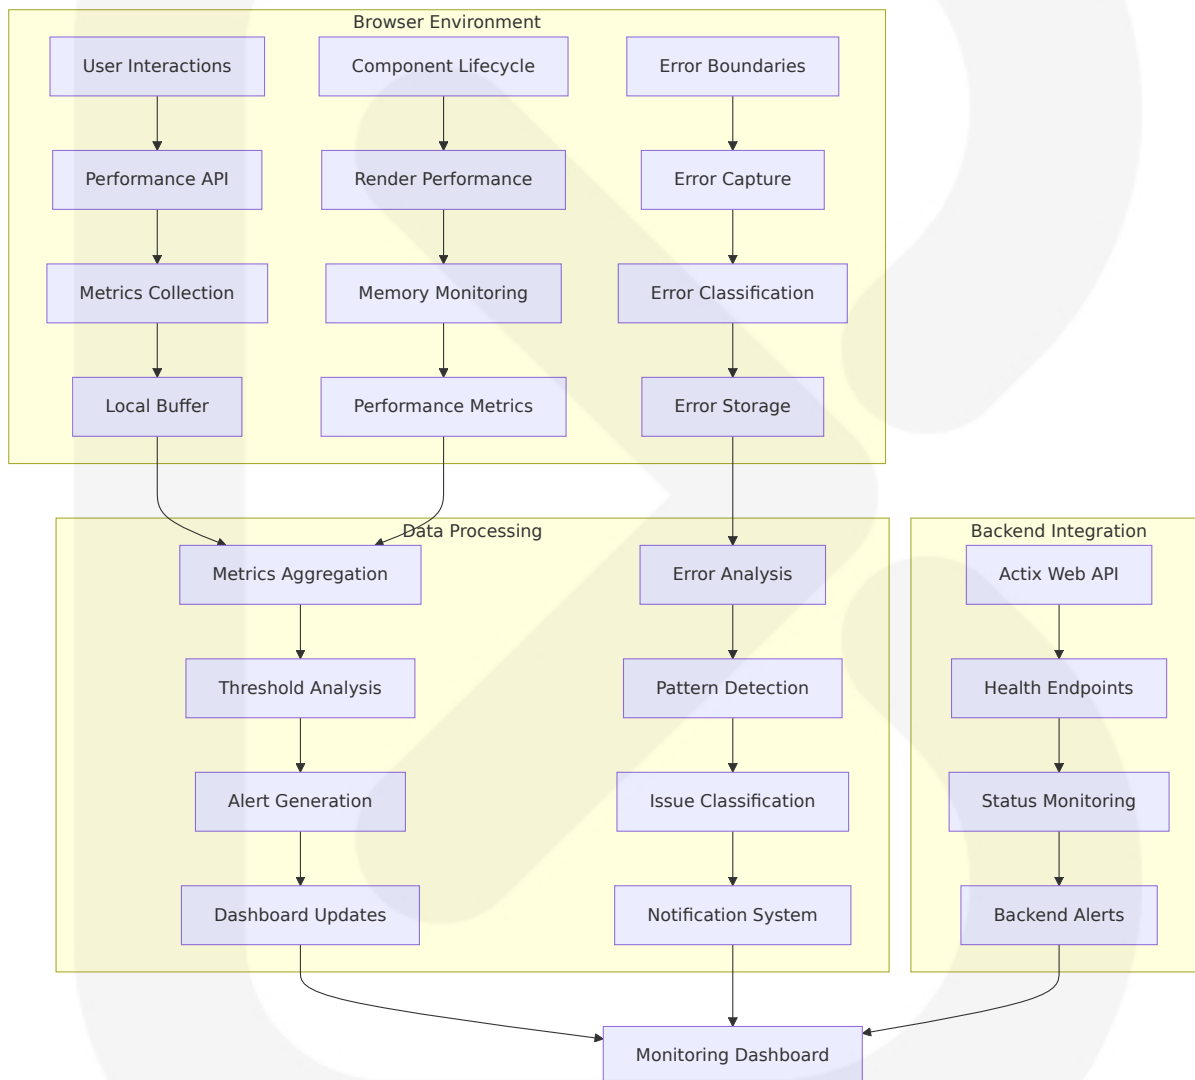 Browser Environment
User Interactions
Component Lifecycle
Error Boundaries
Performance API
Render Performance
Error Capture
Metrics Collection
Memory Monitoring
Error Classification
Local Buffer
Performance Metrics
Error Storage
Data Processing
Backend Integration
Metrics Aggregation
Error Analysis
Actix Web API
Threshold Analysis
Pattern Detection
Health Endpoints
Alert Generation
Issue Classification
Status Monitoring
Dashboard Updates
Notification System
Backend Alerts
Monitoring Dashboard